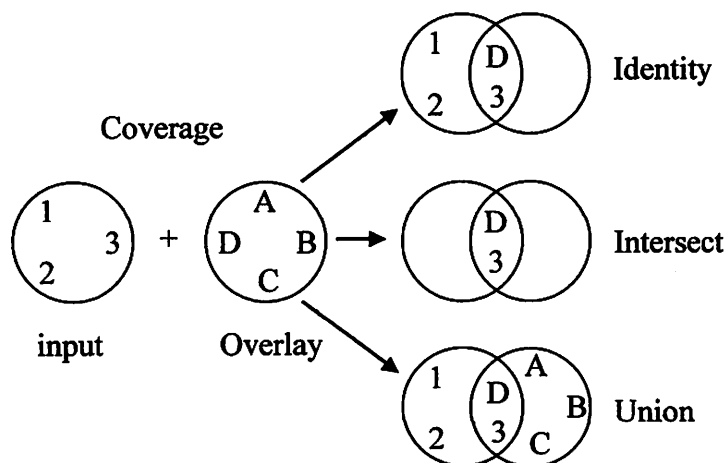 1
D
3
2
Identity
Coverage
1
2
3
+
A
D
B
C
D
3
Intersect
input
Overlay
1
2
D
3
A
B
C
Union